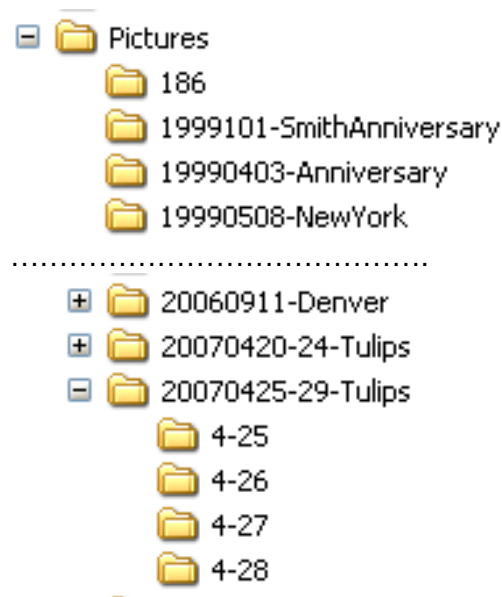 Pictures
186
1999101-SmithAnniversary
19990403-Anniversary
19990508-NewYork
...........................................
20060911-Denver
20070420-24-Tulips
20070425-29-Tulips
4-25
4-26
4-27
4-28